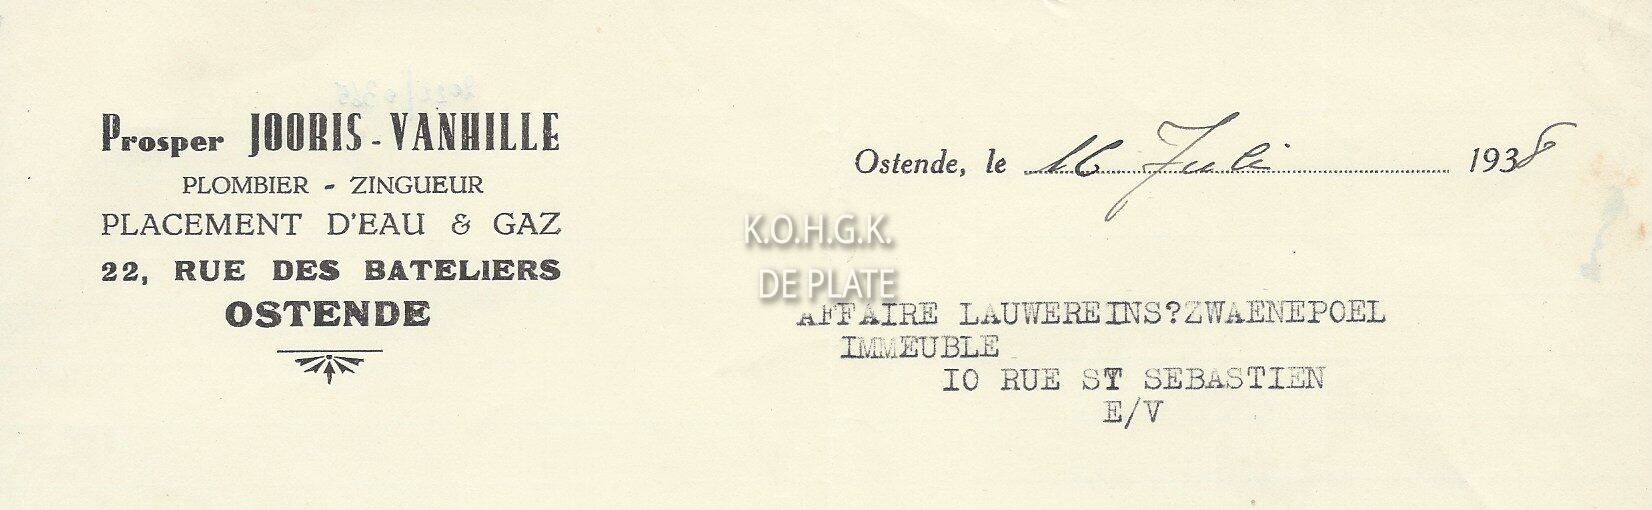 Prosper JOORIS - VANHILLE
PLOMBIER - ZINGUEUR
PLACEMENT D'EAU & GAZ
22, RUE DES BATELIERS
OSTENDE
Ostende, le 16 Juli 1938
K.O.H.G.K.
DE PLATE
AFFAIRE LAUWEREINS?ZWAENEPOEL
IMMEUBLE
IO RUE ST SEBASTIEN
E/V